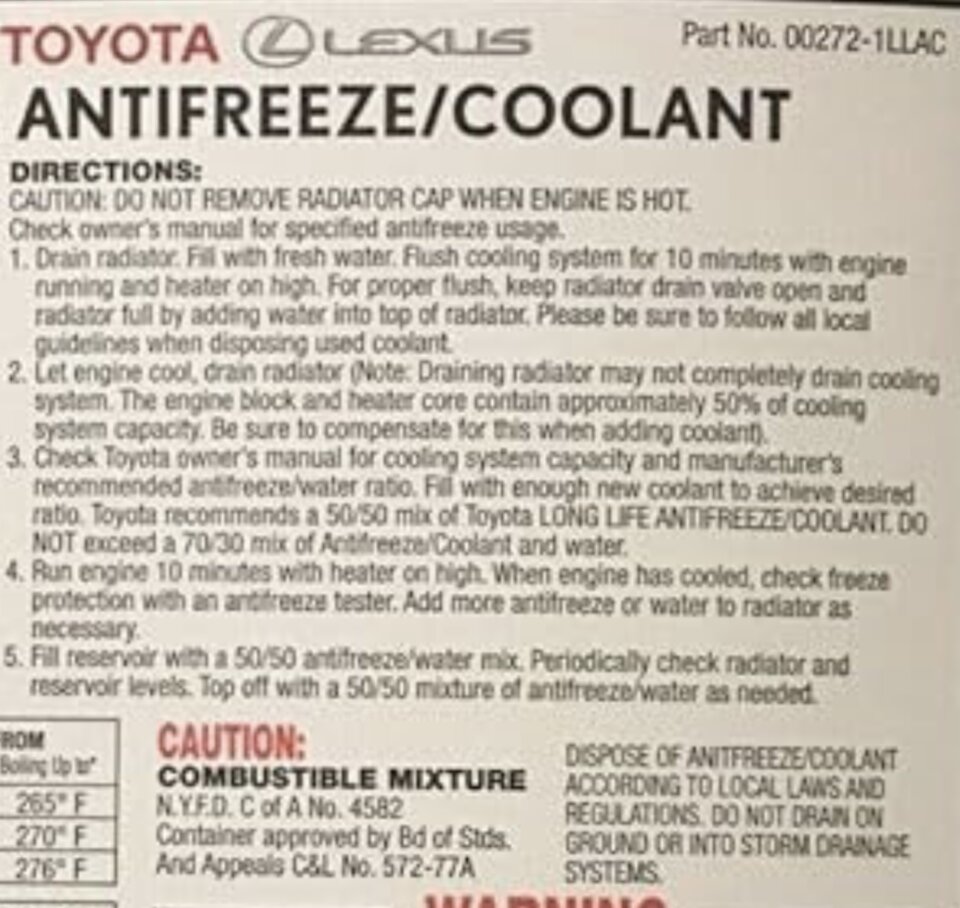 TOYOTA LEXUS Part No. 00272-1LLAC
ANTIFREEZE/COOLANT
DIRECTIONS:
CAUTION: DO NOT REMOVE RADIATOR CAP WHEN ENGINE IS HOT.
Check owner's manual for specified antifreeze usage.
1. Drain radiator. Fill with fresh water. Flush cooling system for 10 minutes with engine
running and heater on high. For proper flush, keep radiator drain valve open and
radiator full by adding water into top of radiator. Please be sure to follow all local
guidelines when disposing used coolant.
2. Let engine cool, drain radiator (Note: Draining radiator may not completely drain cooling
system. The engine block and heater core contain approximately 50% of cooling
system capacity. Be sure to compensate for this when adding coolant).
3. Check Toyota owner's manual for cooling system capacity and manufacturer's
recommended antifreeze/water ratio. Fill with enough new coolant to achieve desired
ratio. Toyota recommends a 50/50 mix of Toyota LONG LIFE ANTIFREEZE/COOLANT. DO
NOT exceed a 70/30 mix of Antifreeze/Coolant and water.
4. Run engine 10 minutes with heater on high. When engine has cooled, check freeze
protection with an antifreeze tester. Add more antifreeze or water to radiator as
necessary.
5. Fill reservoir with a 50/50 antifreeze/water mix. Periodically check radiator and
reservoir levels. Top off with a 50/50 mixture of antifreeze/water as needed.
ROM
Boiling Up to*
265° F
270° F
276° F
CAUTION:
COMBUSTIBLE MIXTURE
N.Y.F.D. C of A No. 4582
Container approved by Bd of Stds.
And Appeals C&L No. 572-77A
DISPOSE OF ANITFREEZE/COOLANT
ACCORDING TO LOCAL LAWS AND
REGULATIONS. DO NOT DRAIN ON
GROUND OR INTO STORM DRAINAGE
SYSTEMS.
WARNING